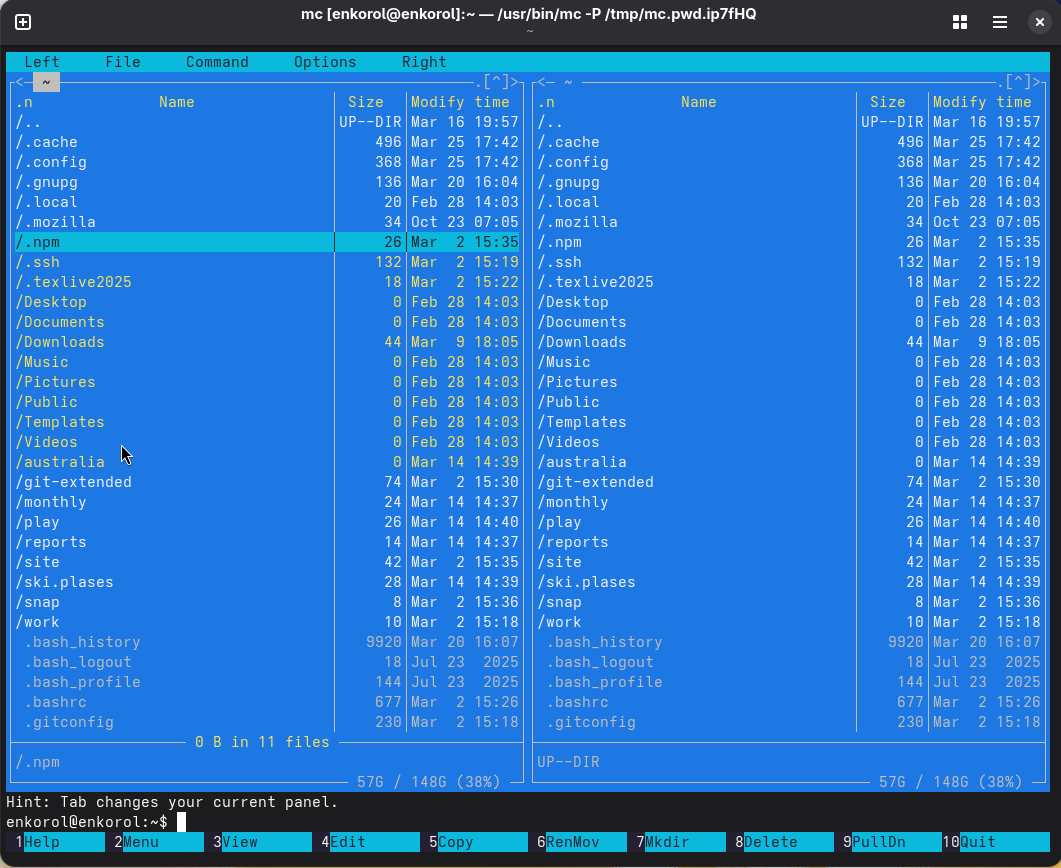 mc [enkorol@enkorol]:~ — /usr/bin/mc -P /tmp/mc.pwd.ip7fHQ
~
Left File Command Options Right
<─ ~ .[^]> <─ ~ .[^]>
.n Name Size Modify time .n Name Size Modify time
/.. UP--DIR Mar 16 19:57 /.. UP--DIR Mar 16 19:57
/.cache 496 Mar 25 17:42 /.cache 496 Mar 25 17:42
/.config 368 Mar 25 17:42 /.config 368 Mar 25 17:42
/.gnupg 136 Mar 20 16:04 /.gnupg 136 Mar 20 16:04
/.local 20 Feb 28 14:03 /.local 20 Feb 28 14:03
/.mozilla 34 Oct 23 07:05 /.mozilla 34 Oct 23 07:05
/.npm 26 Mar 2 15:35 /.npm 26 Mar 2 15:35
/.ssh 132 Mar 2 15:19 /.ssh 132 Mar 2 15:19
/.texlive2025 18 Mar 2 15:22 /.texlive2025 18 Mar 2 15:22
/Desktop 0 Feb 28 14:03 /Desktop 0 Feb 28 14:03
/Documents 0 Feb 28 14:03 /Documents 0 Feb 28 14:03
/Downloads 44 Mar 9 18:05 /Downloads 44 Mar 9 18:05
/Music 0 Feb 28 14:03 /Music 0 Feb 28 14:03
/Pictures 0 Feb 28 14:03 /Pictures 0 Feb 28 14:03
/Public 0 Feb 28 14:03 /Public 0 Feb 28 14:03
/Templates 0 Feb 28 14:03 /Templates 0 Feb 28 14:03
/Videos 0 Feb 28 14:03 /Videos 0 Feb 28 14:03
/australia 0 Mar 14 14:39 /australia 0 Mar 14 14:39
/git-extended 74 Mar 2 15:30 /git-extended 74 Mar 2 15:30
/monthly 24 Mar 14 14:37 /monthly 24 Mar 14 14:37
/play 26 Mar 14 14:40 /play 26 Mar 14 14:40
/reports 14 Mar 14 14:37 /reports 14 Mar 14 14:37
/site 42 Mar 2 15:35 /site 42 Mar 2 15:35
/ski.plases 28 Mar 14 14:39 /ski.plases 28 Mar 14 14:39
/snap 8 Mar 2 15:36 /snap 8 Mar 2 15:36
/work 10 Mar 2 15:18 /work 10 Mar 2 15:18
.bash_history 9920 Mar 20 16:07 .bash_history 9920 Mar 20 16:07
.bash_logout 18 Jul 23 2025 .bash_logout 18 Jul 23 2025
.bash_profile 144 Jul 23 2025 .bash_profile 144 Jul 23 2025
.bashrc 677 Mar 2 15:26 .bashrc 677 Mar 2 15:26
.gitconfig 230 Mar 2 15:18 .gitconfig 230 Mar 2 15:18
0 B in 11 files
/.npm UP--DIR
57G / 148G (38%) 57G / 148G (38%)
Hint: Tab changes your current panel.
enkorol@enkorol:~$
1Help 2Menu 3View 4Edit 5Copy 6RenMov 7Mkdir 8Delete 9PullDn 10Quit